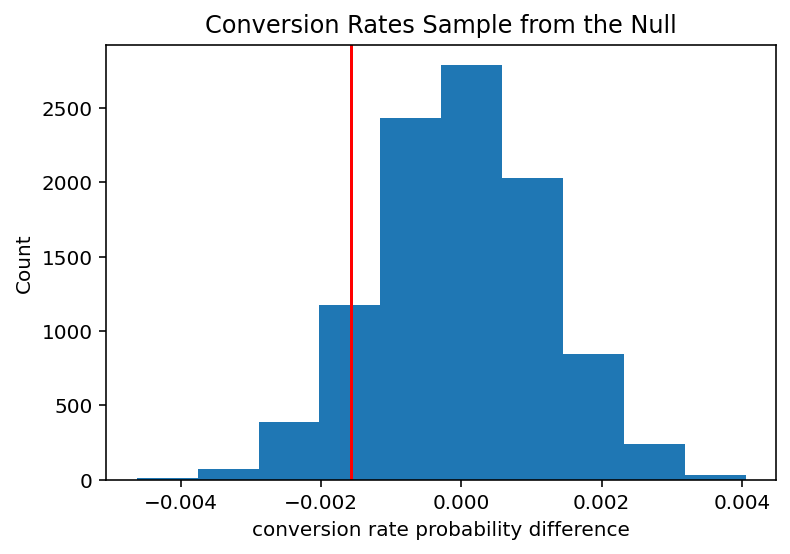 Conversion Rates Sample from the Null
Count
2500
2000
1500
1000
500
0
−0.004 −0.002 0.000 0.002 0.004
conversion rate probability difference